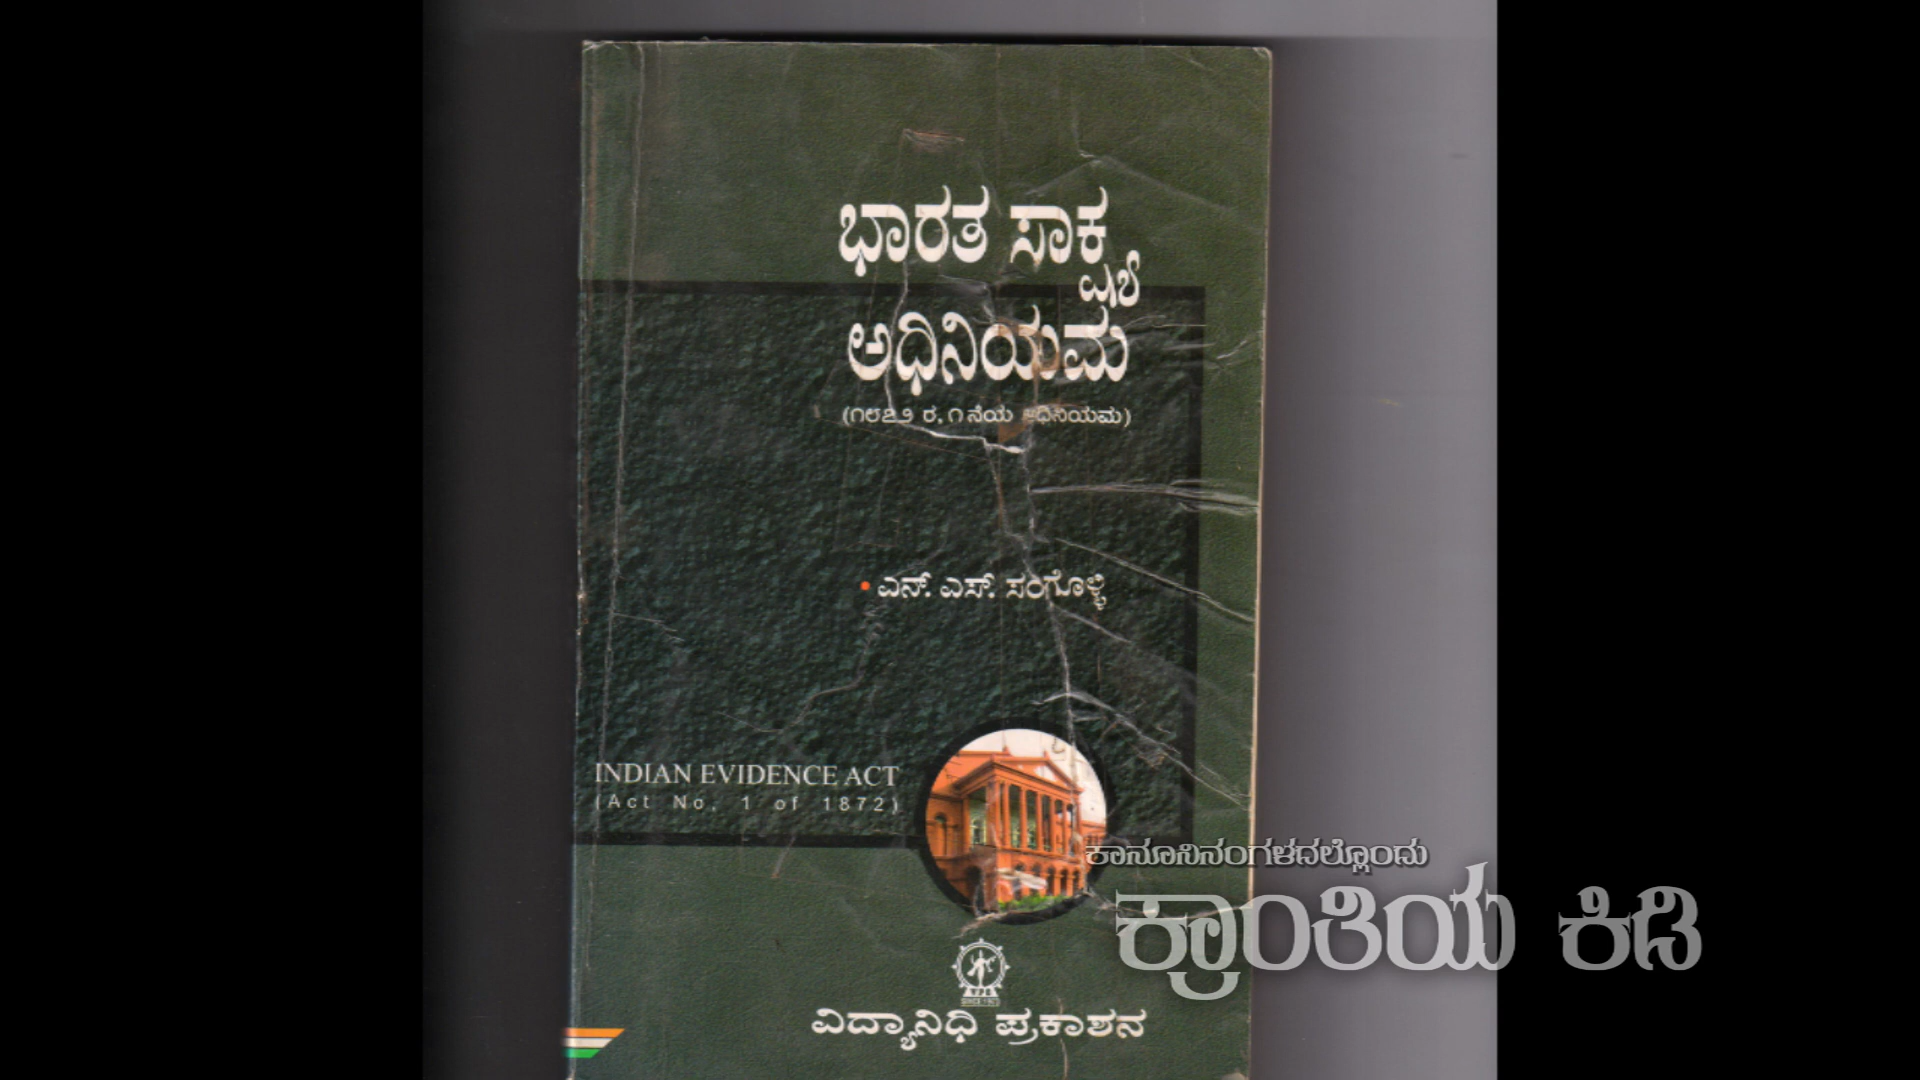 ಭಾರತ ಸಾಕ್ಷ್ಯ
ಅಧಿನಿಯಮ
(೧೮೭೨ ರ, ೧ ನೆಯ ಅಧಿನಿಯಮ)
• ಎನ್. ಎಸ್. ಸಂಗೊಳ್ಳಿ
INDIAN EVIDENCE ACT
(Act No, 1 of 1872)
ಕಾನೂನಿನಂಗಳದಲ್ಲೊಂದು
ಕ್ರಾಂತಿಯ ಕಿಡಿ
ವಿದ್ಯಾನಿಧಿ ಪ್ರಕಾಶನ